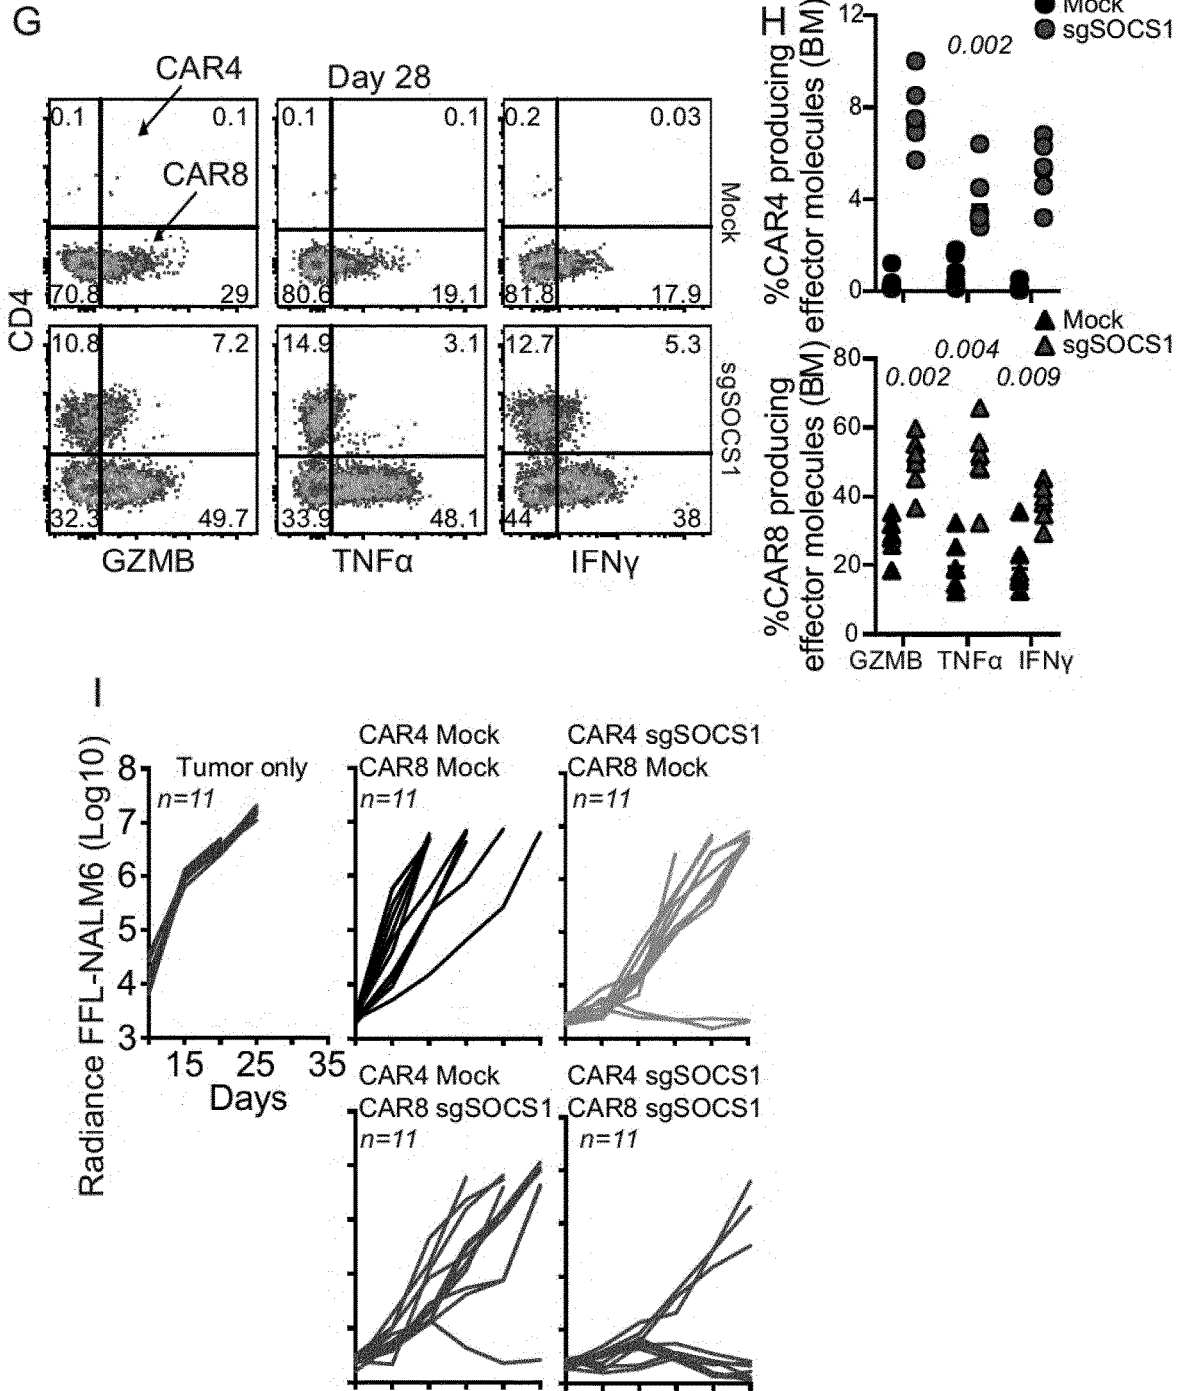 G
CAR4
Day 28
0.1
0.1
0.1
0.1
0.2
0.03
CAR8
Mock
70.8
29
80.6
19.1
81.8
17.9
CD4
10.8
7.2
14.9
3.1
12.7
5.3
sgSOCS1
32.3
49.7
33.9
48.1
44
38
GZMB
TNFα
IFNγ
H
Mock
sgSOCS1
%CAR4 producing
effector molecules (BM)
12
8
4
0
0.002
Mock
sgSOCS1
%CAR8 producing
effector molecules (BM)
80
60
40
20
0
0.002
0.004
0.009
GZMB
TNFα
IFNγ
I
Radiance FFL-NALM6 (Log10)
8
7
6
5
4
3
Tumor only
n=11
15
25
35
Days
CAR4 Mock
CAR8 Mock
n=11
CAR4 sgSOCS1
CAR8 Mock
n=11
CAR4 Mock
CAR8 sgSOCS1
n=11
CAR4 sgSOCS1
CAR8 sgSOCS1
n=11